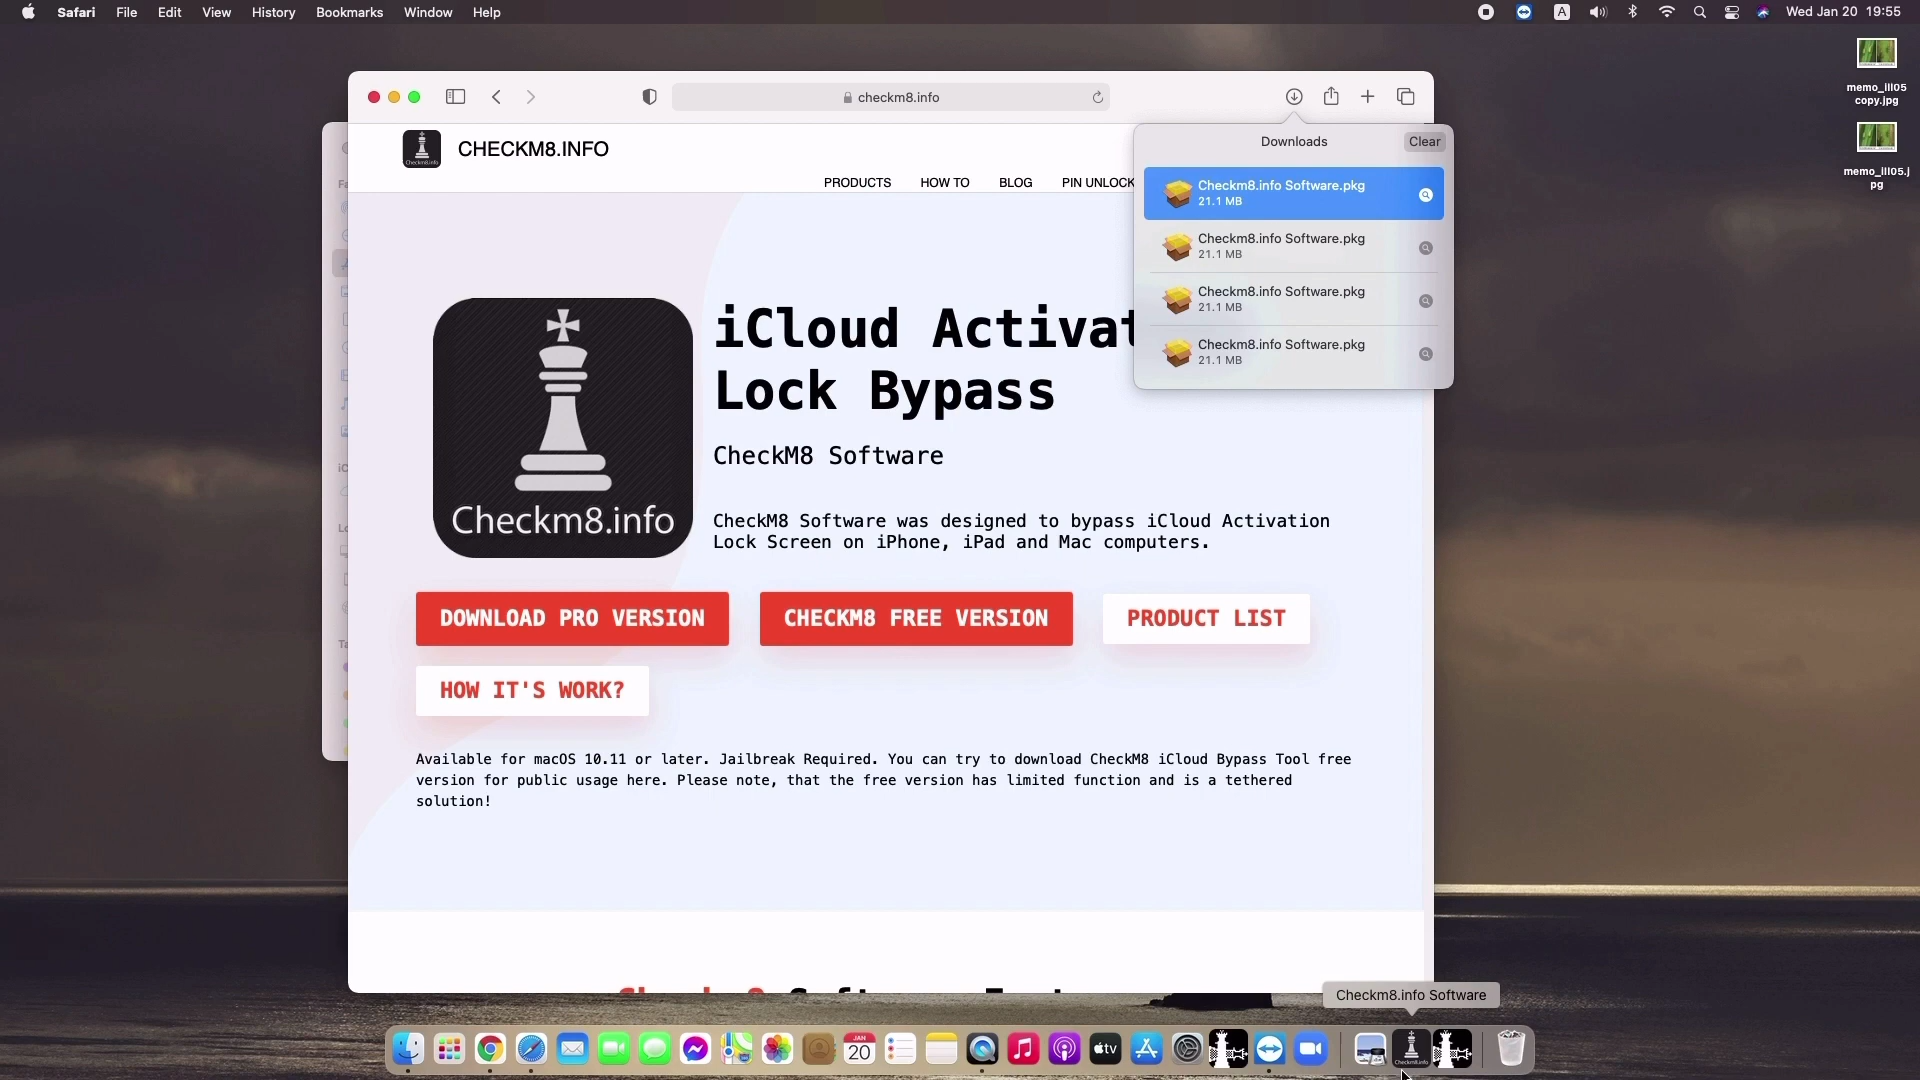 Safari File Edit View History Bookmarks Window Help
A
Wed Jan 20 19:55
memo_lll05
copy.jpg
memo_lll05.j
pg
checkm8.info
Downloads
Clear
Checkm8.info Software.pkg
21.1 MB
Checkm8.info Software.pkg
21.1 MB
Checkm8.info Software.pkg
21.1 MB
Checkm8.info Software.pkg
21.1 MB
CHECKM8.INFO
PRODUCTS HOW TO BLOG PIN UNLOCK
iCloud Activat
Lock Bypass
CheckM8 Software
Checkm8.info
CheckM8 Software was designed to bypass iCloud Activation
Lock Screen on iPhone, iPad and Mac computers.
DOWNLOAD PRO VERSION
CHECKM8 FREE VERSION
PRODUCT LIST
HOW IT'S WORK?
Available for macOS 10.11 or later. Jailbreak Required. You can try to download CheckM8 iCloud Bypass Tool free
version for public usage here. Please note, that the free version has limited function and is a tethered
solution!
Checkm8.info Software
JAN
20
tv